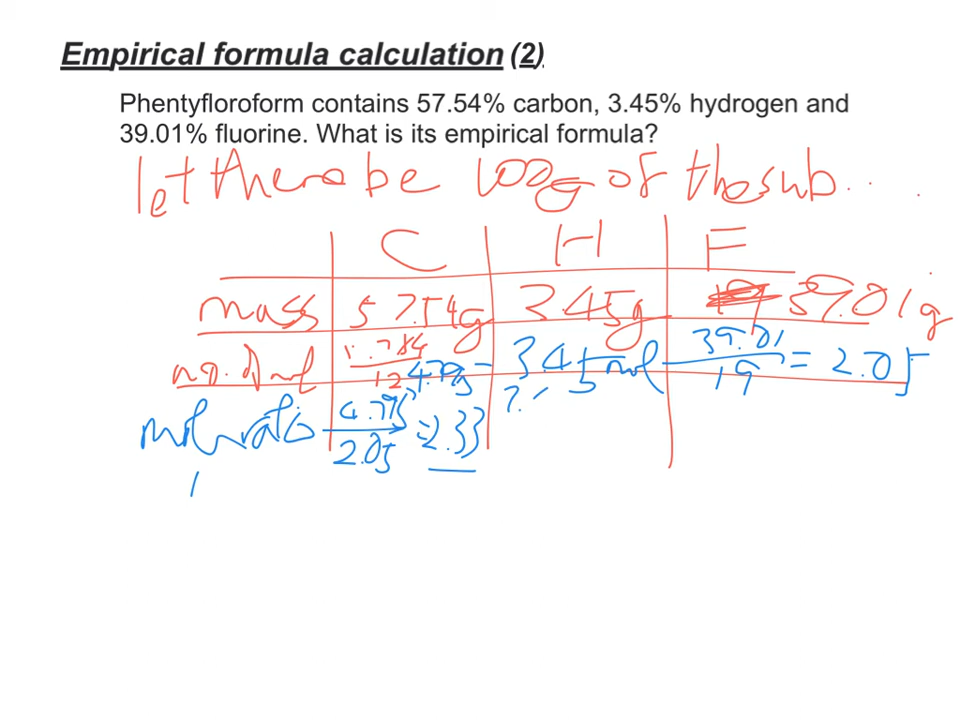 Empirical formula calculation (2)
Phentyfloroform contains 57.54% carbon, 3.45% hydrogen and
39.01% fluorine. What is its empirical formula?
let there be 100g of the sub...
C H F
mass 57.54g 3.45g 39.01g
no. of mol 12 4.795 3.45 mol 39.01/19 = 2.05
mol ratio 4.795/2.05 = 2.33